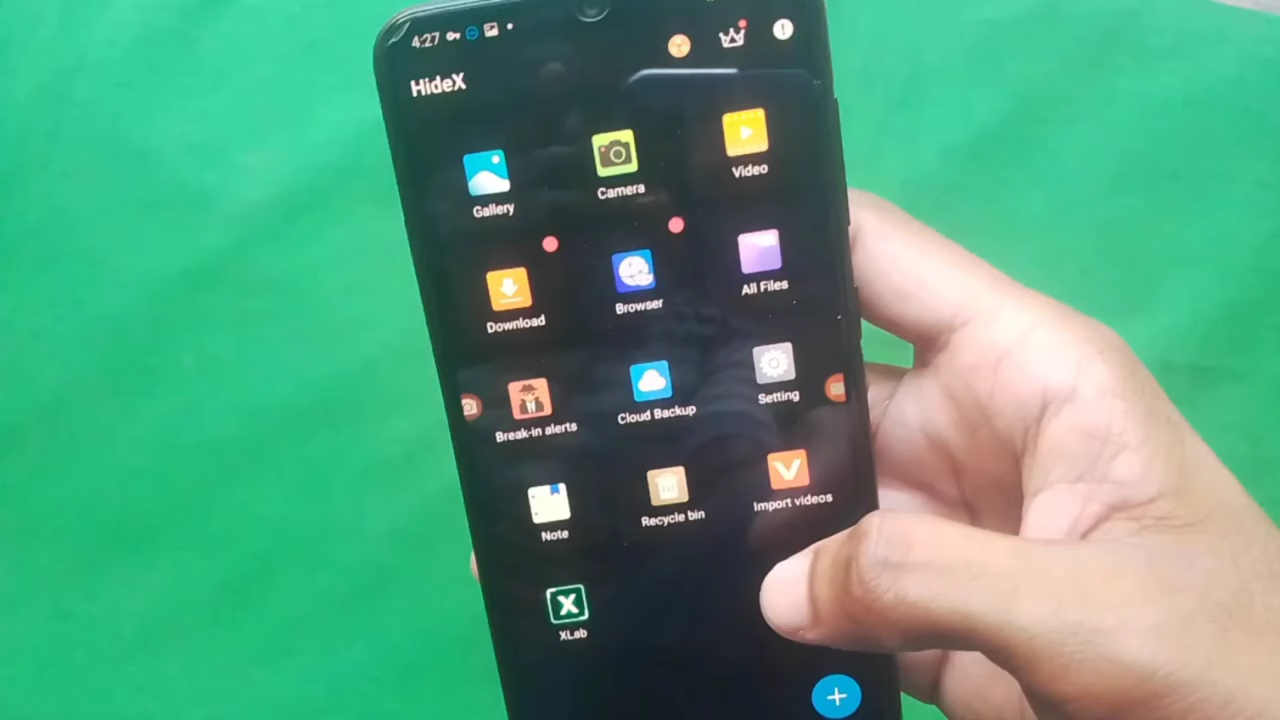 4:27
HideX
Gallery
Camera
Video
Download
Browser
All Files
Break-in alerts
Cloud Backup
Setting
Note
Recycle bin
Import videos
XLab